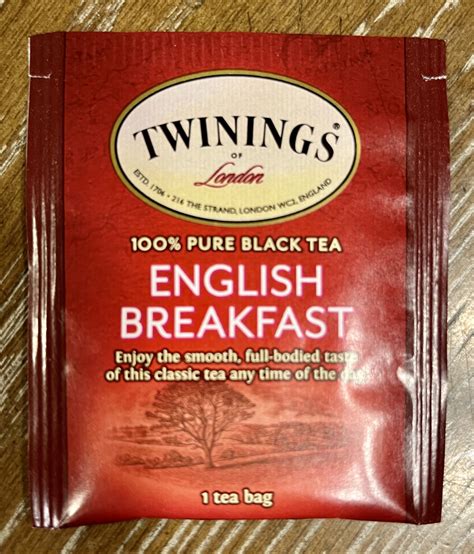 TWININGS®
OF
London
ESTD. 1706 • 216 THE STRAND, LONDON WC2, ENGLAND
100% PURE BLACK TEA
ENGLISH
BREAKFAST
Enjoy the smooth, full-bodied taste
of this classic tea any time of the day!
1 tea bag